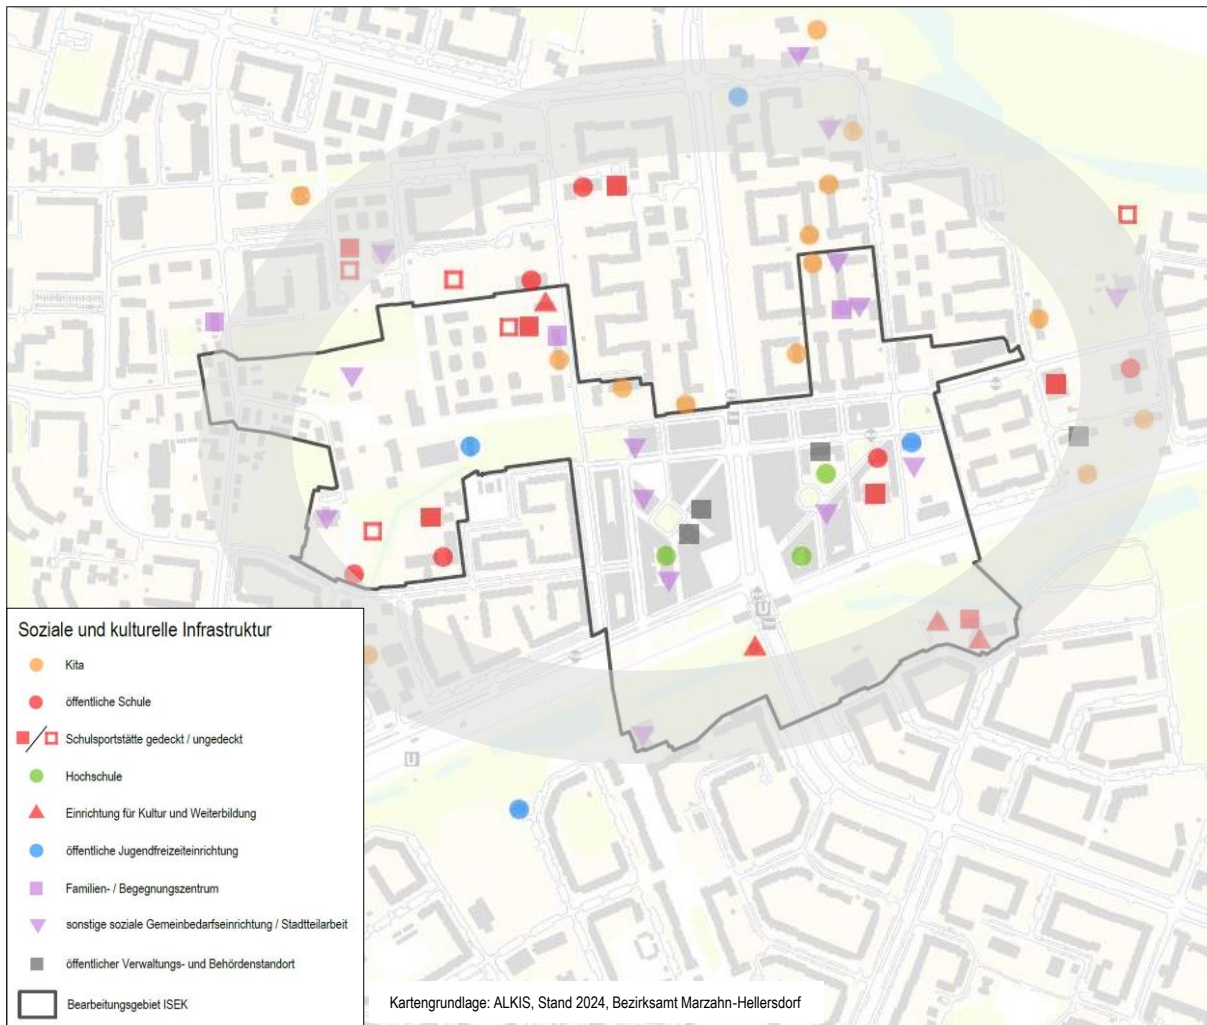 U
U
Soziale und kulturelle Infrastruktur
Kita
öffentliche Schule
Schulsportstätte gedeckt / ungedeckt
Hochschule
Einrichtung für Kultur und Weiterbildung
öffentliche Jugendfreizeiteinrichtung
Familien- / Begegnungszentrum
sonstige soziale Gemeinbedarfseinrichtung / Stadtteilarbeit
öffentlicher Verwaltungs- und Behördenstandort
Bearbeitungsgebiet ISEK
Kartengrundlage: ALKIS, Stand 2024, Bezirksamt Marzahn-Hellersdorf